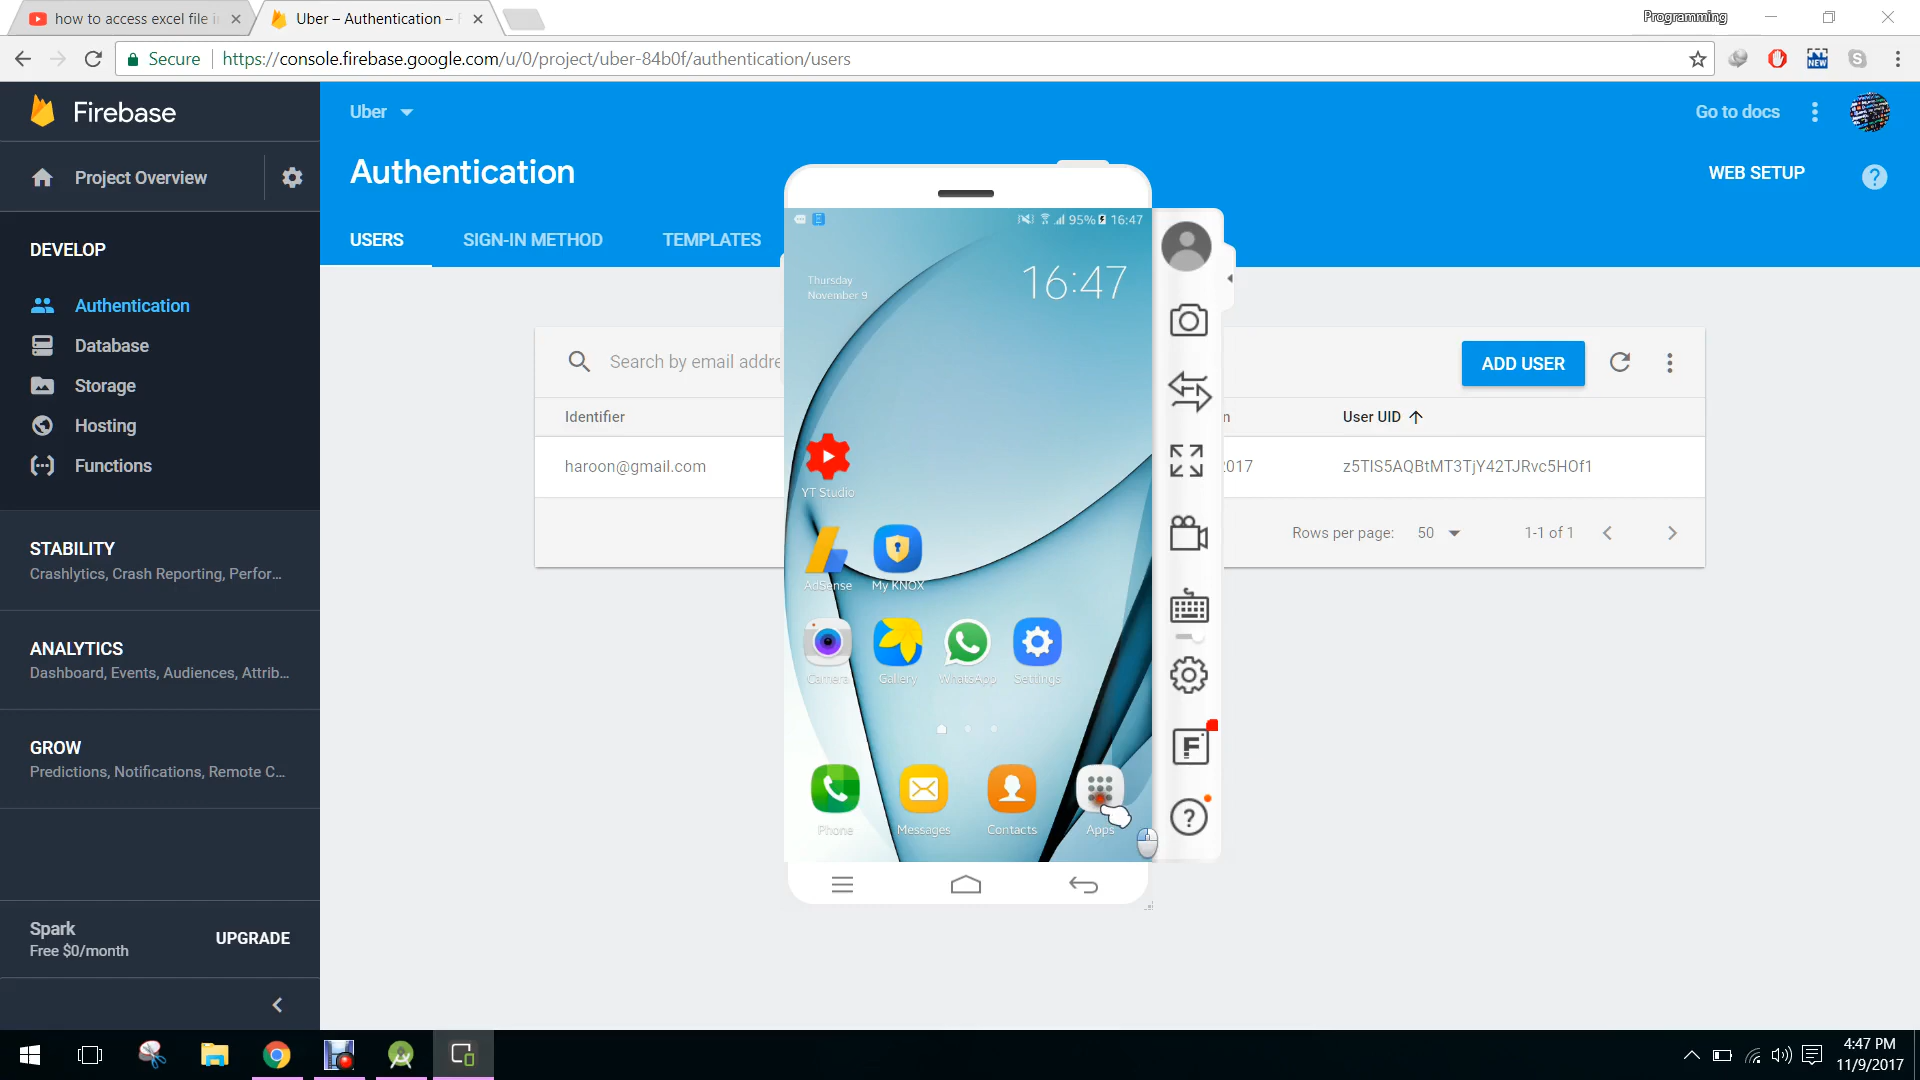 how to access excel file i
Uber – Authentication –
Programming
Secure
https://console.firebase.google.com/u/0/project/uber-84b0f/authentication/users
NEW
Firebase
Uber
Go to docs
Project Overview
Authentication
WEB SETUP
USERS
SIGN-IN METHOD
TEMPLATES
DEVELOP
Authentication
Database
Storage
Hosting
Functions
STABILITY
Crashlytics, Crash Reporting, Perfor...
ANALYTICS
Dashboard, Events, Audiences, Attrib...
GROW
Predictions, Notifications, Remote C...
Spark
Free $0/month
UPGRADE
Search by email addre
ADD USER
Identifier
n
User UID
haroon@gmail.com
2017
Rows per page:
50
1-1 of 1
95%
16:47
Thursday
November 9
16:47
YT Studio
AdSense
My KNOX
Camera
Gallery
WhatsApp
Settings
Phone
Messages
Contacts
Apps
F
4:47 PM
11/9/2017